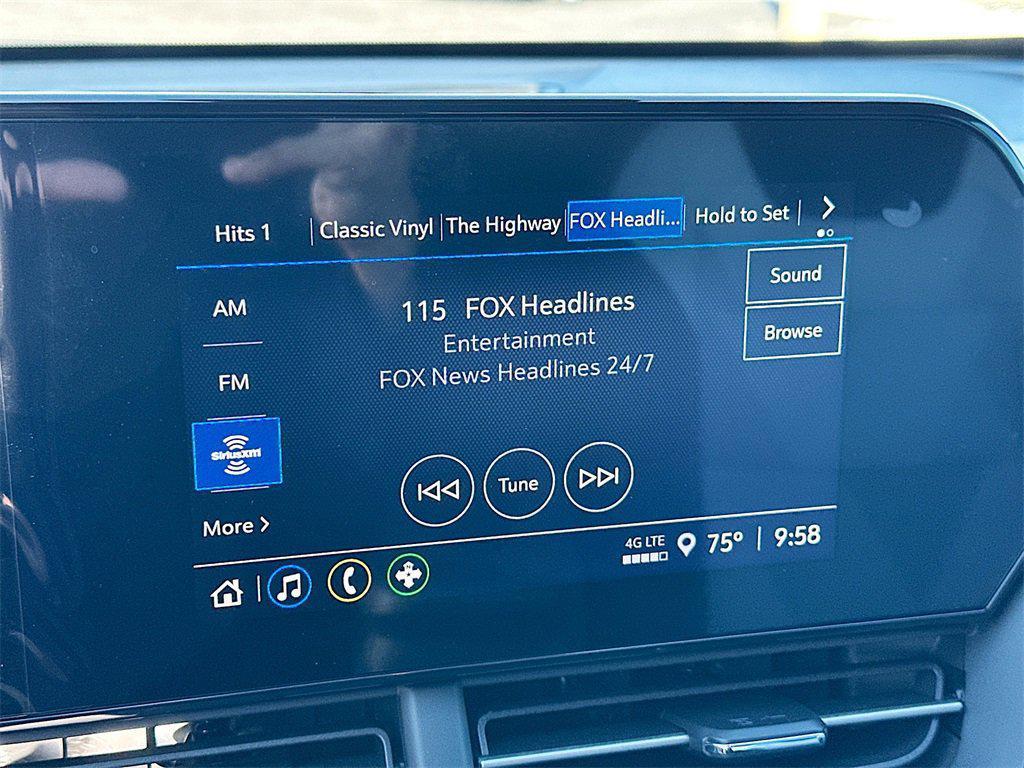 Hits 1
Classic Vinyl
The Highway
FOX Headli...
Hold to Set
AM
FM
SiriusXM
More
115 FOX Headlines
Entertainment
FOX News Headlines 24/7
Sound
Browse
Tune
4G LTE
75° 9:58